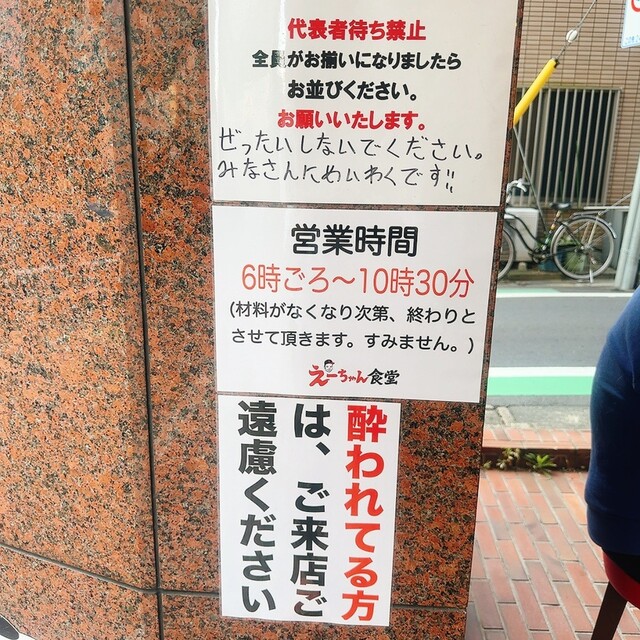 代表者待ち禁止
全員がお揃いになりましたら
お並びください。
お願いいたします。
ぜったいしないでください。
みなさんためいわくです!!
営業時間
6時ごろ〜10時30分
(材料がなくなり次第、終わりと
させて頂きます。すみません。)
えーちゃん食堂
酔われてる方
は、ご来店ご
遠慮ください